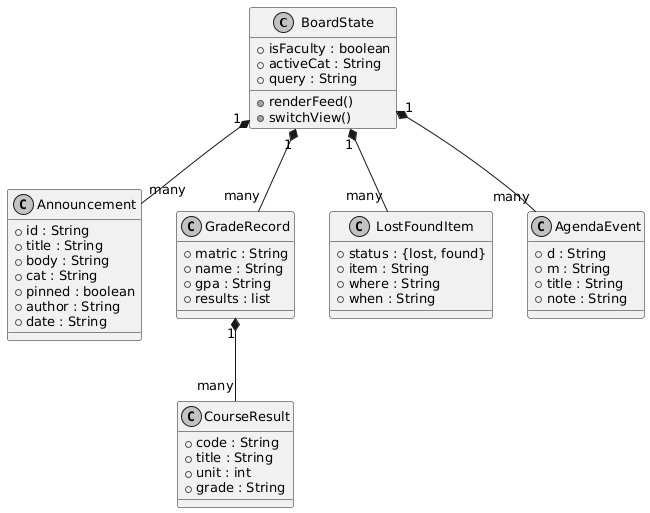 C BoardState
isFaculty : boolean
activeCat : String
query : String
renderFeed()
switchView()
1
1
1
1
many
many
many
many
C Announcement
id : String
title : String
body : String
cat : String
pinned : boolean
author : String
date : String
C GradeRecord
matric : String
name : String
gpa : String
results : list
C LostFoundItem
status : {lost, found}
item : String
where : String
when : String
C AgendaEvent
d : String
m : String
title : String
note : String
1
many
C CourseResult
code : String
title : String
unit : int
grade : String